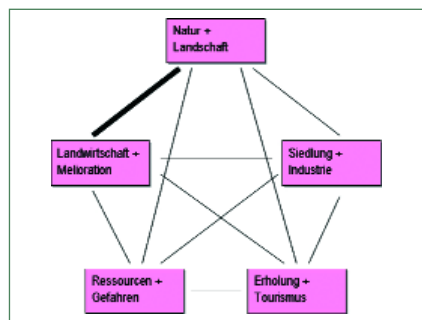 Natur +
Landschaft
Landwirtschaft +
Melioration
Siedlung +
Industrie
Ressourcen +
Gefahren
Erholung +
Tourismus